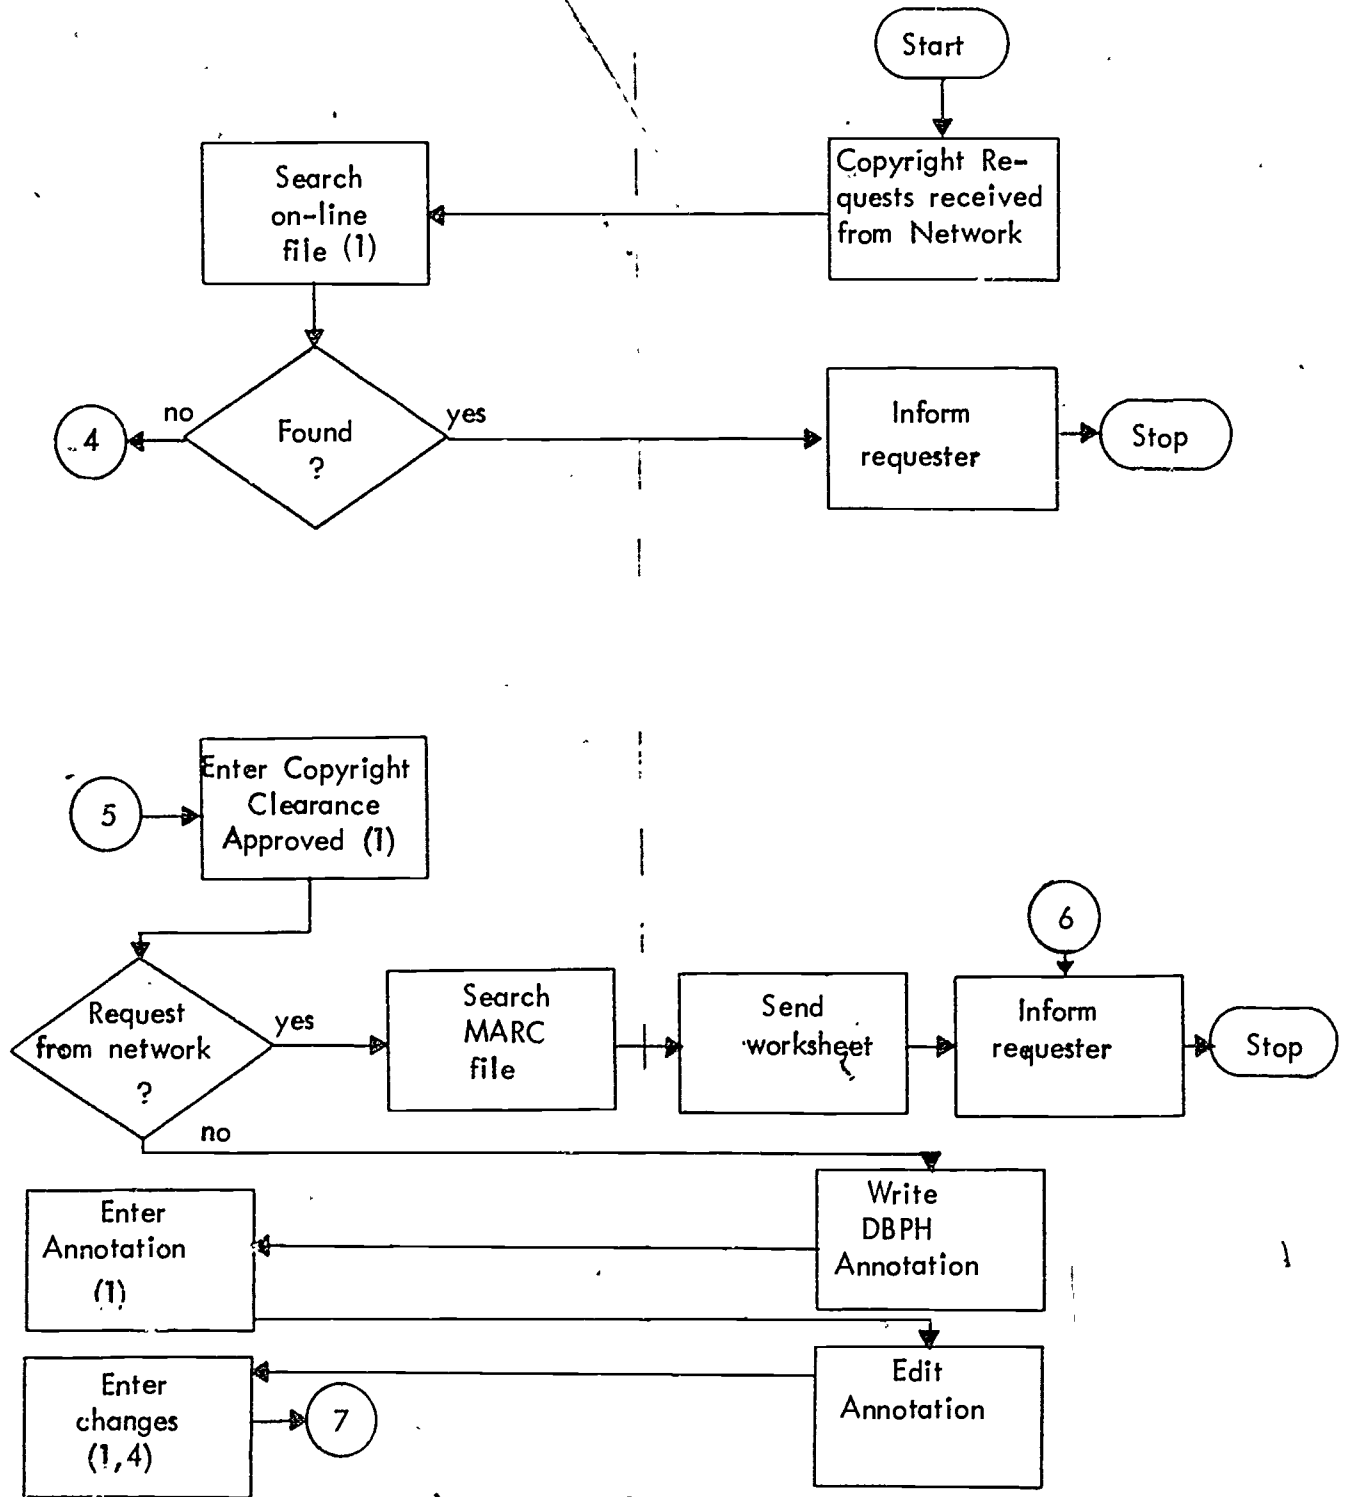 Start
Copyright Re-
quests received
from Network
Search
on-line
file (1)
Found
?
no
yes
4
Inform
requester
Stop
5
Enter Copyright
Clearance
Approved (1)
Request
from network
?
yes
no
Search
MARC
file
Send
worksheet
6
Inform
requester
Stop
Write
DBPH
Annotation
Enter
Annotation
(1)
Edit
Annotation
Enter
changes
(1,4)
7